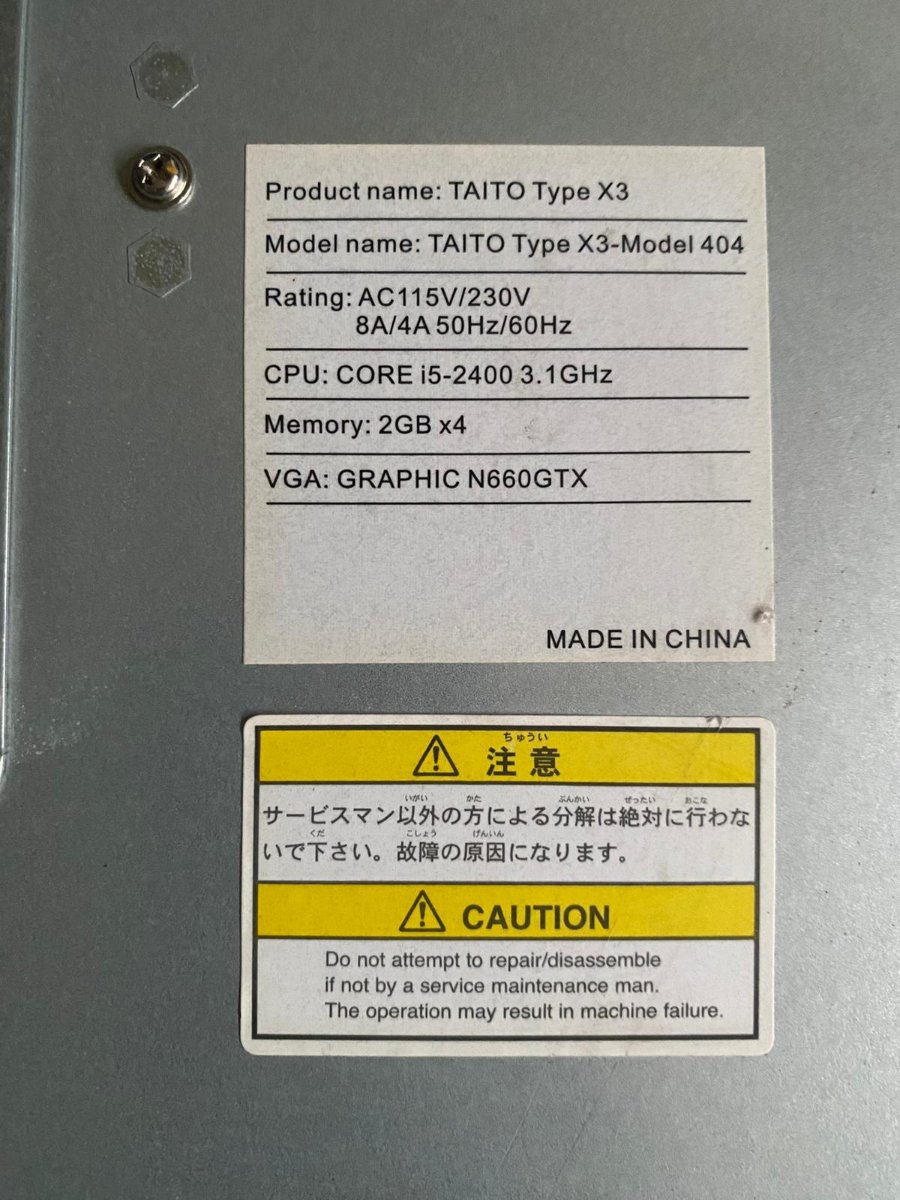 Product name: TAITO Type X3
Model name: TAITO Type X3-Model 404
Rating: AC115V/230V
8A/4A 50Hz/60Hz
CPU: CORE i5-2400 3.1GHz
Memory: 2GB x4
VGA: GRAPHIC N660GTX
MADE IN CHINA
ちゅうい
注意
いがい かた ぶんかい ぜったい おこな
サービスマン以外の方による分解は絶対に行わな
くだ こしょう げんいん
いで下さい。故障の原因になります。
CAUTION
Do not attempt to repair/disassemble
if not by a service maintenance man.
The operation may result in machine failure.